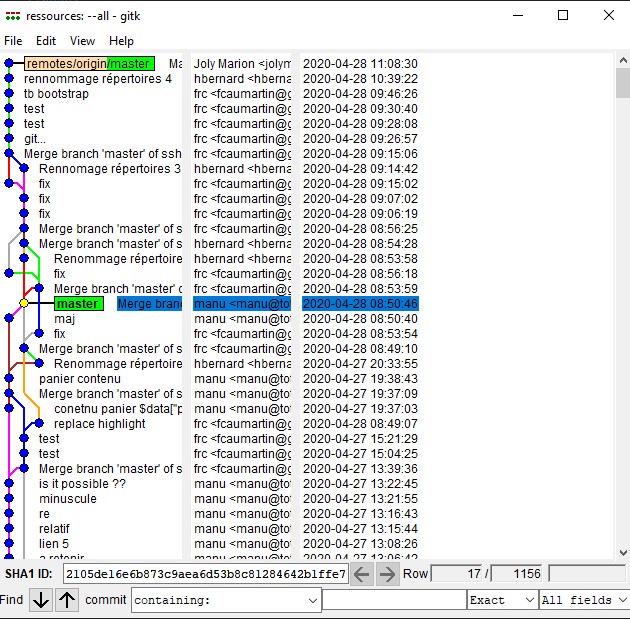 ressources: --all - gitk
File Edit View Help
remotes/origin/master Ma Joly Marion <jolym 2020-04-28 11:08:30
rennommage répertoires 4 hbernard <hberna 2020-04-28 10:39:22
tb bootstrap frc <fcaumartin@g 2020-04-28 09:46:26
test frc <fcaumartin@g 2020-04-28 09:30:40
test frc <fcaumartin@g 2020-04-28 09:28:08
git... frc <fcaumartin@g 2020-04-28 09:26:57
Merge branch 'master' of ssh frc <fcaumartin@g 2020-04-28 09:15:06
Rennomage répertoires 3 hbernard <hberna 2020-04-28 09:14:42
fix frc <fcaumartin@g 2020-04-28 09:15:02
fix frc <fcaumartin@g 2020-04-28 09:07:02
fix frc <fcaumartin@g 2020-04-28 09:06:19
Merge branch 'master' of s frc <fcaumartin@g 2020-04-28 08:56:25
Merge branch 'master' of s hbernard <hberna 2020-04-28 08:54:28
Renommage répertoire hbernard <hberna 2020-04-28 08:53:58
fix frc <fcaumartin@g 2020-04-28 08:56:18
Merge branch 'master' c frc <fcaumartin@g 2020-04-28 08:53:59
master Merge branc manu <manu@to 2020-04-28 08:50:46
maj manu <manu@to 2020-04-28 08:50:40
fix frc <fcaumartin@g 2020-04-28 08:53:54
Merge branch 'master' of s frc <fcaumartin@g 2020-04-28 08:49:10
Renommage répertoire hbernard <hberna 2020-04-27 20:33:55
panier contenu manu <manu@to 2020-04-27 19:38:43
Merge branch 'master' of s manu <manu@to 2020-04-27 19:37:09
conetnu panier $data["p manu <manu@to 2020-04-27 19:37:03
replace highlight frc <fcaumartin@g 2020-04-28 08:49:07
test frc <fcaumartin@g 2020-04-27 15:21:29
test frc <fcaumartin@g 2020-04-27 15:04:25
Merge branch 'master' of s manu <manu@to 2020-04-27 13:39:36
is it possible ?? manu <manu@to 2020-04-27 13:22:45
minuscule manu <manu@to 2020-04-27 13:21:55
re manu <manu@to 2020-04-27 13:16:43
relatif manu <manu@to 2020-04-27 13:15:44
lien 5 manu <manu@to 2020-04-27 13:08:26
a retenir manu <manu@to 2020-04-27 13:06:42
SHA1 ID: 2105de16e6b873c9aea6d53b8c81284642b1ffe7 Row 17 / 1156
Find commit containing: Exact All fields